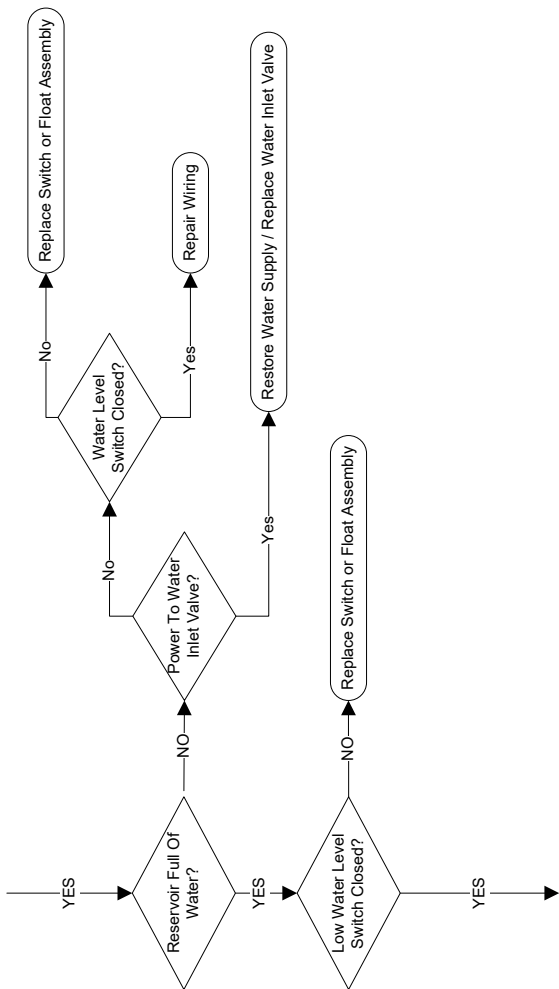 YES
Reservoir Full Of
Water?
NO
Power To Water
Inlet Valve?
No
Water Level
Switch Closed?
No
Replace Switch or Float Assembly
Yes
Repair Wiring
Yes
Restore Water Supply / Replace Water Inlet Valve
YES
Low Water Level
Switch Closed?
NO
Replace Switch or Float Assembly
YES